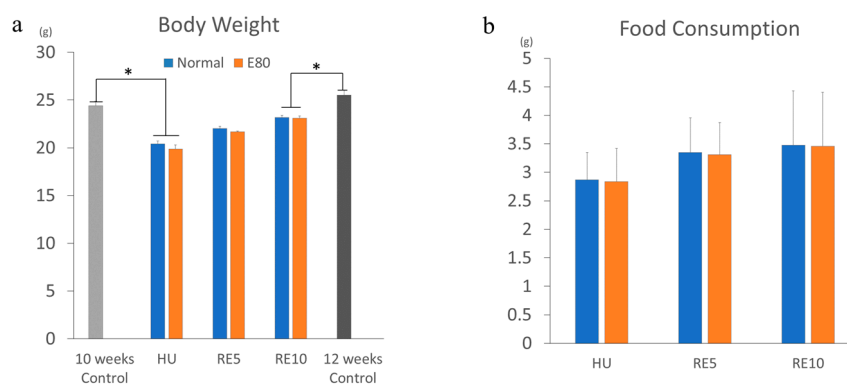 a
Body Weight
(g)
Normal
E80
30
25
20
15
10
5
0
*
*
10 weeks
Control
HU
RE5
RE10
12 weeks
Control
b
Food Consumption
(g)
5
4.5
4
3.5
3
2.5
2
1.5
1
0.5
0
HU
RE5
RE10